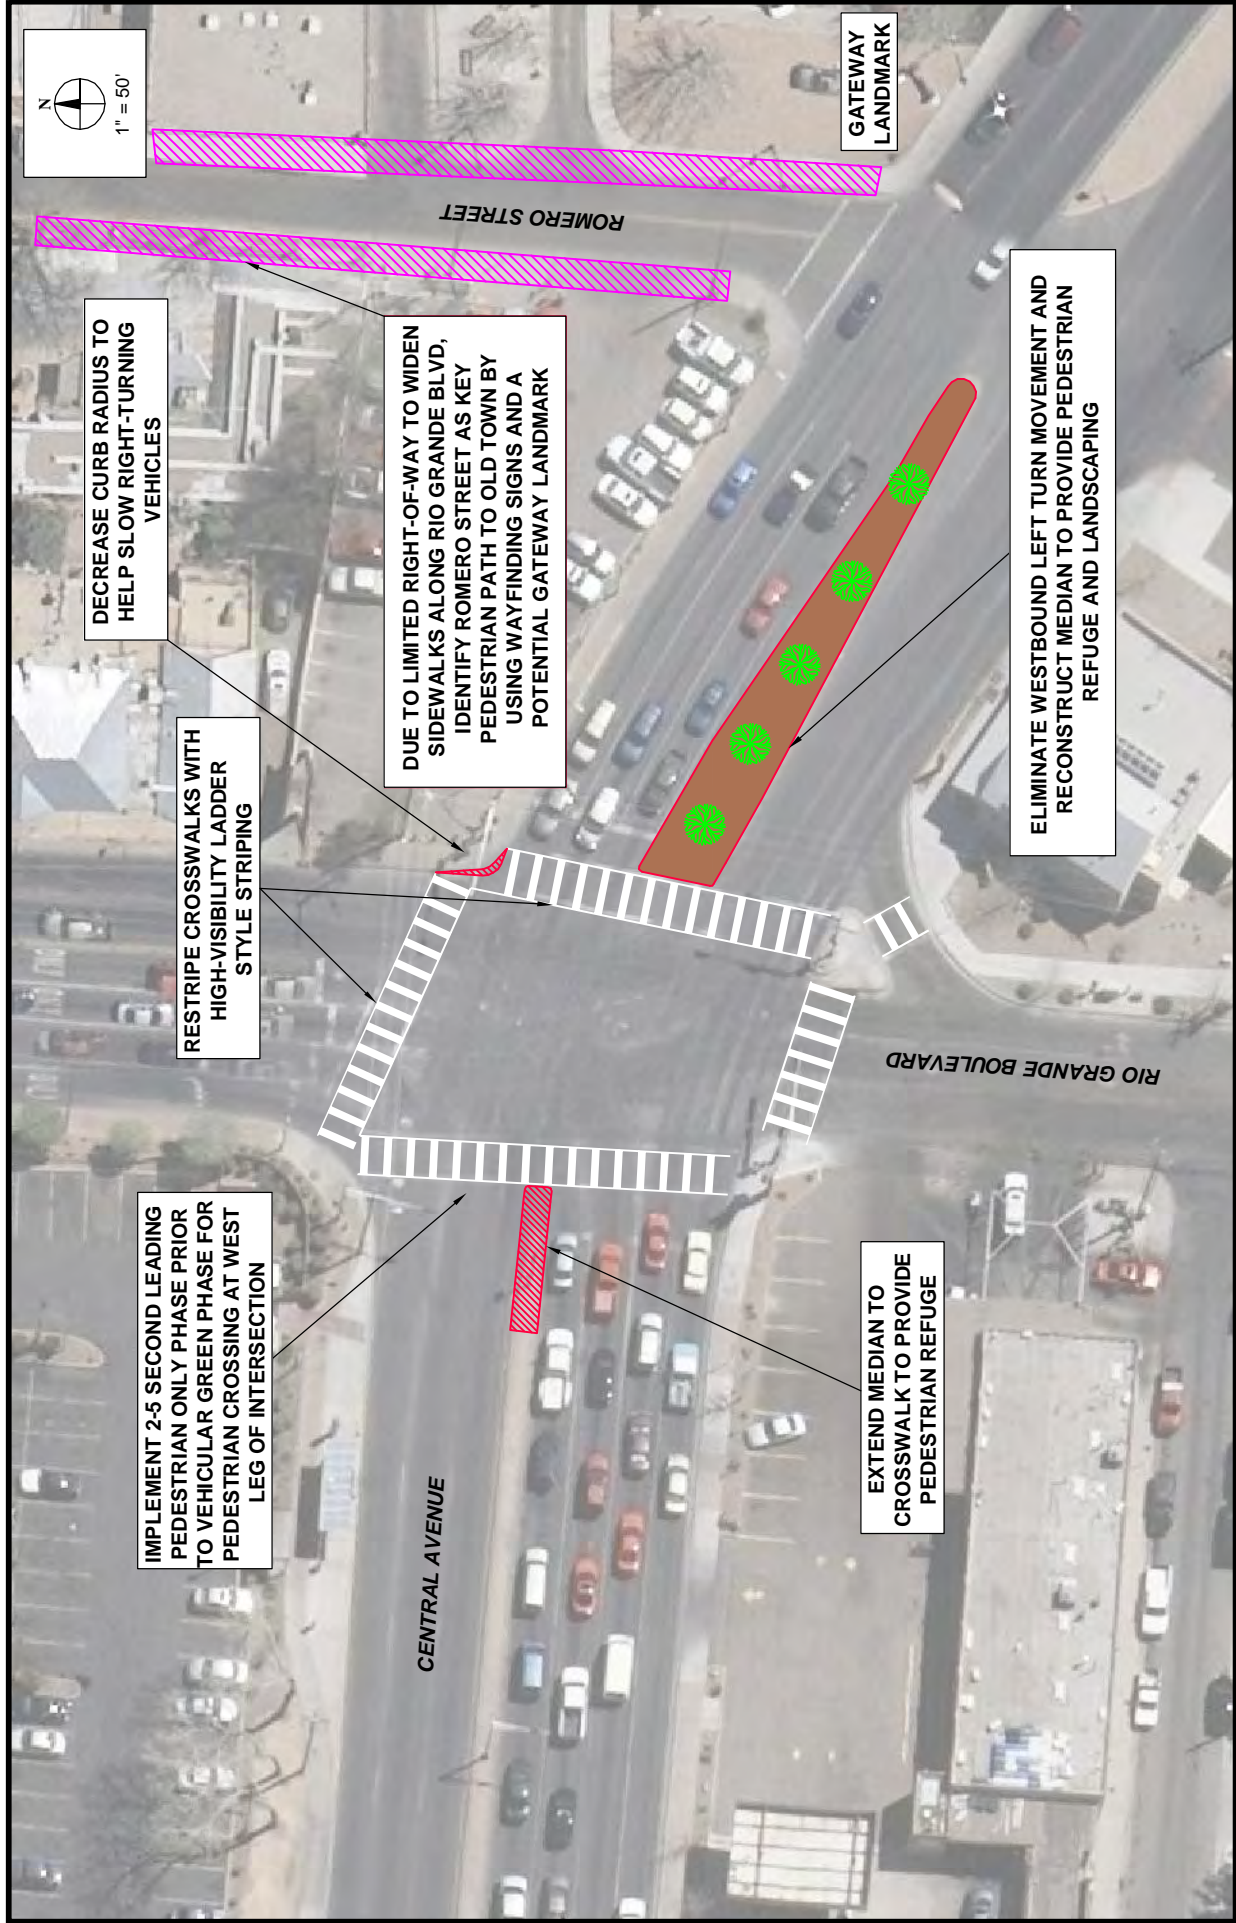 N
1" = 50'
DECREASE CURB RADIUS TO
HELP SLOW RIGHT-TURNING
VEHICLES
RESTRIPE CROSSWALKS WITH
HIGH-VISIBILITY LADDER
STYLE STRIPING
IMPLEMENT 2-5 SECOND LEADING
PEDESTRIAN ONLY PHASE PRIOR
TO VEHICULAR GREEN PHASE FOR
PEDESTRIAN CROSSING AT WEST
LEG OF INTERSECTION
DUE TO LIMITED RIGHT-OF-WAY TO WIDEN
SIDEWALKS ALONG RIO GRANDE BLVD,
IDENTIFY ROMERO STREET AS KEY
PEDESTRIAN PATH TO OLD TOWN BY
USING WAYFINDING SIGNS AND A
POTENTIAL GATEWAY LANDMARK
ROMERO STREET
GATEWAY
LANDMARK
CENTRAL AVENUE
RIO GRANDE BOULEVARD
EXTEND MEDIAN TO
CROSSWALK TO PROVIDE
PEDESTRIAN REFUGE
ELIMINATE WESTBOUND LEFT TURN MOVEMENT AND
RECONSTRUCT MEDIAN TO PROVIDE PEDESTRIAN
REFUGE AND LANDSCAPING